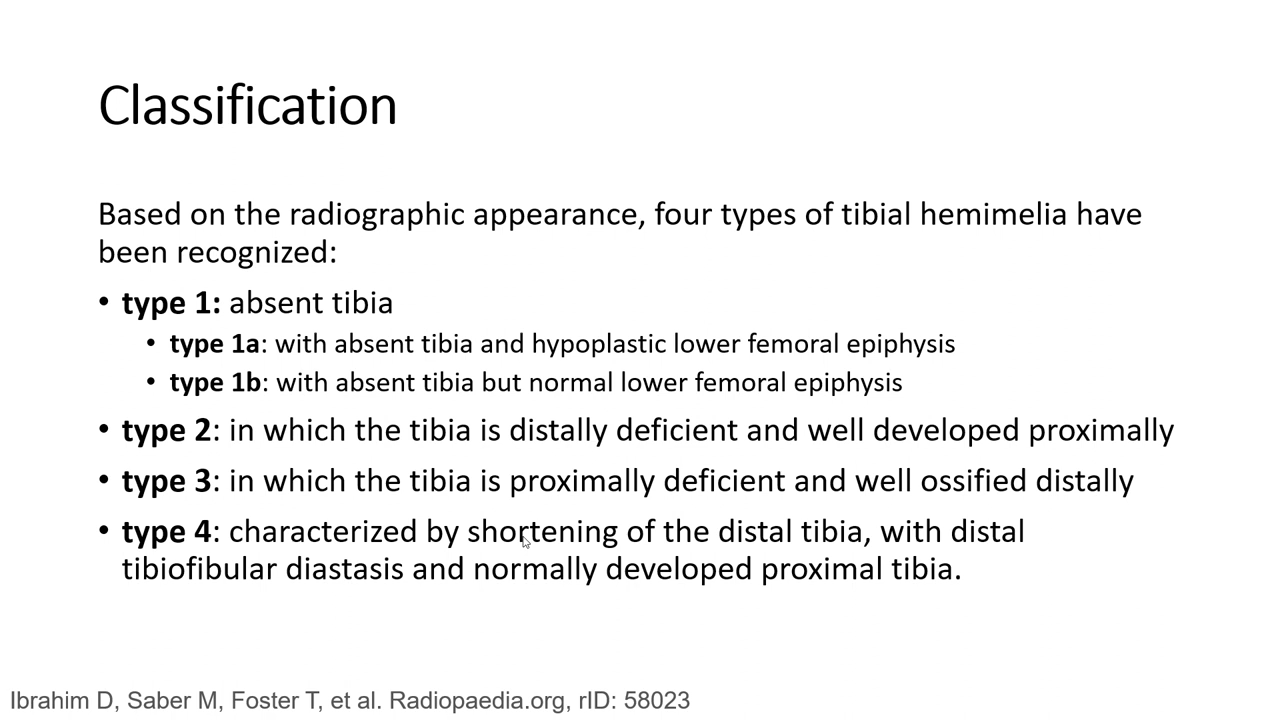 Classification
Based on the radiographic appearance, four types of tibial hemimelia have
been recognized:
• type 1: absent tibia
• type 1a: with absent tibia and hypoplastic lower femoral epiphysis
• type 1b: with absent tibia but normal lower femoral epiphysis
• type 2: in which the tibia is distally deficient and well developed proximally
• type 3: in which the tibia is proximally deficient and well ossified distally
• type 4: characterized by shortening of the distal tibia, with distal
tibiofibular diastasis and normally developed proximal tibia.
Ibrahim D, Saber M, Foster T, et al. Radiopaedia.org, rID: 58023